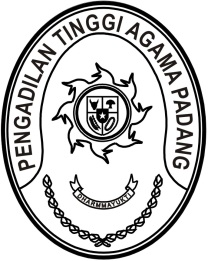 PENGADILAN TINGGI AGAMA PADANG
DHARMMAYUKTI